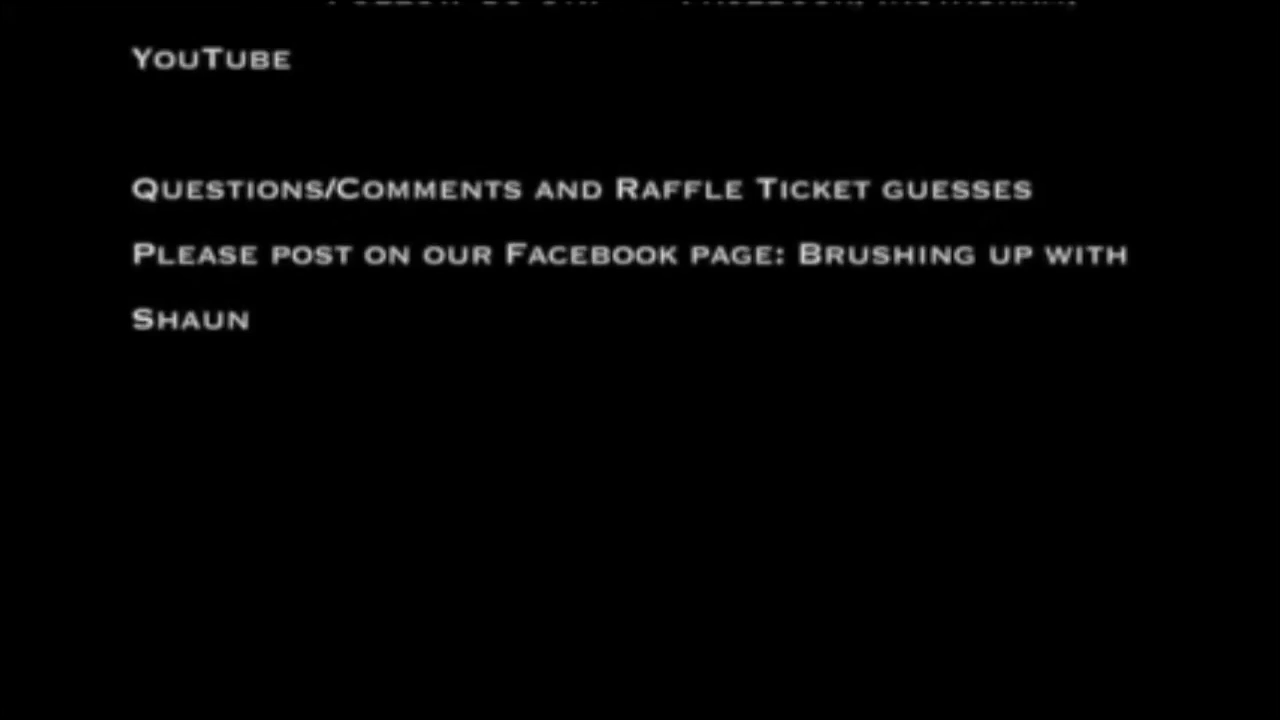 YouTube
Questions/Comments and Raffle Ticket guesses
Please post on our Facebook page: Brushing up with
Shaun